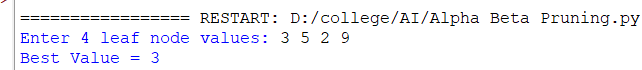 ================= RESTART: D:/college/AI/Alpha Beta Pruning.py
Enter 4 leaf node values: 3 5 2 9
Best Value = 3